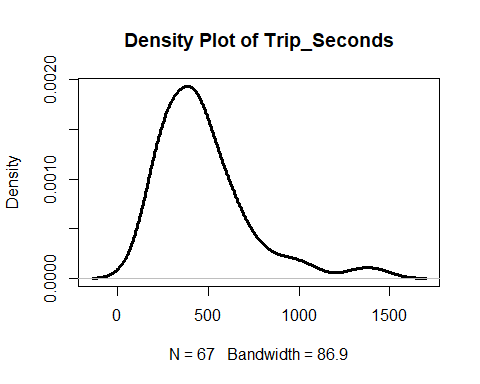 Density Plot of Trip_Seconds
Density
0.0020
0.0010
0.0000
0 500 1000 1500
N = 67 Bandwidth = 86.9